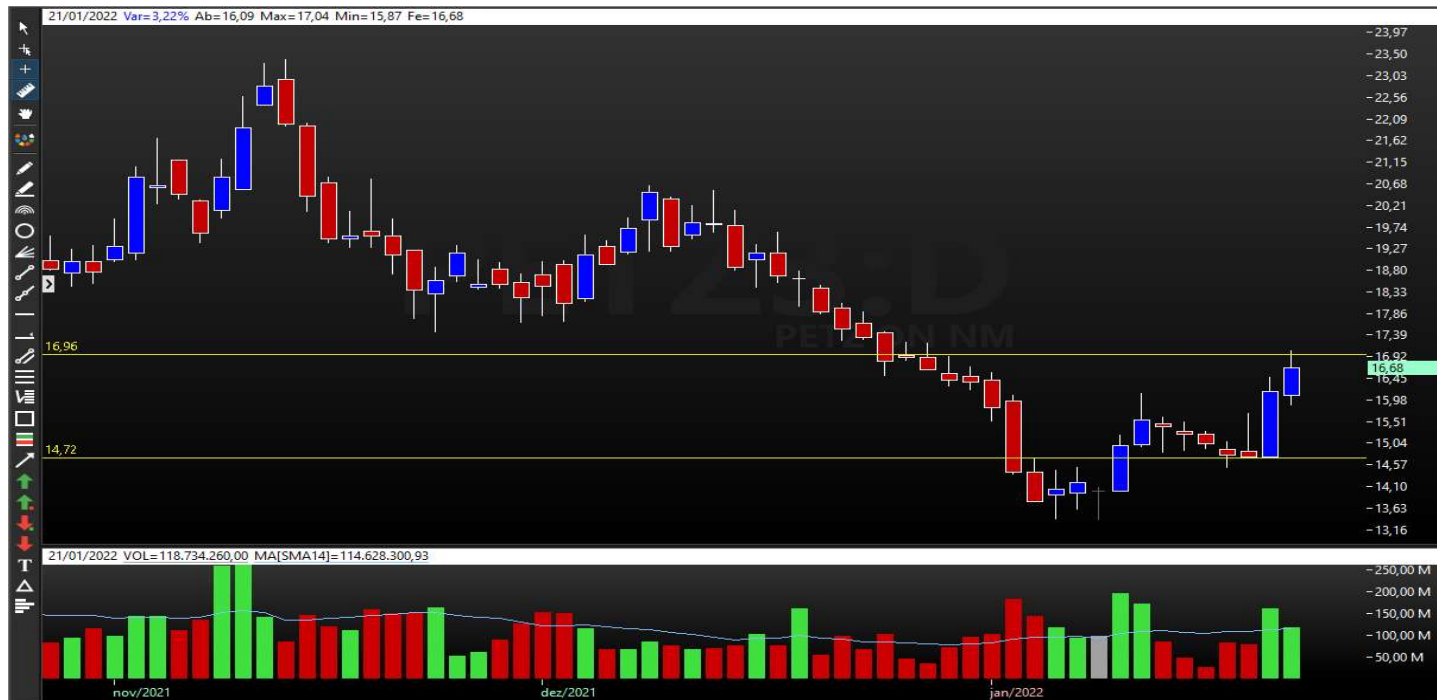 21/01/2022 Var=3,22% Ab=16,09 Max=17,04 Min=15,87 Fe=16,68
23,97
23,50
23,03
22,56
22,09
21,62
21,15
20,68
20,21
19,74
19,27
18,80
18,33
17,86
17,39
PETZ ON NM
16,96
16,92
16,68
16,45
15,98
15,51
15,04
14,72
14,57
14,10
13,63
13,16
21/01/2022 VOL=118.734.260,00 MA[SMA14]=114.628.300,93
250,00 M
200,00 M
150,00 M
100,00 M
50,00 M
T
nov/2021 dez/2021 jan/2022